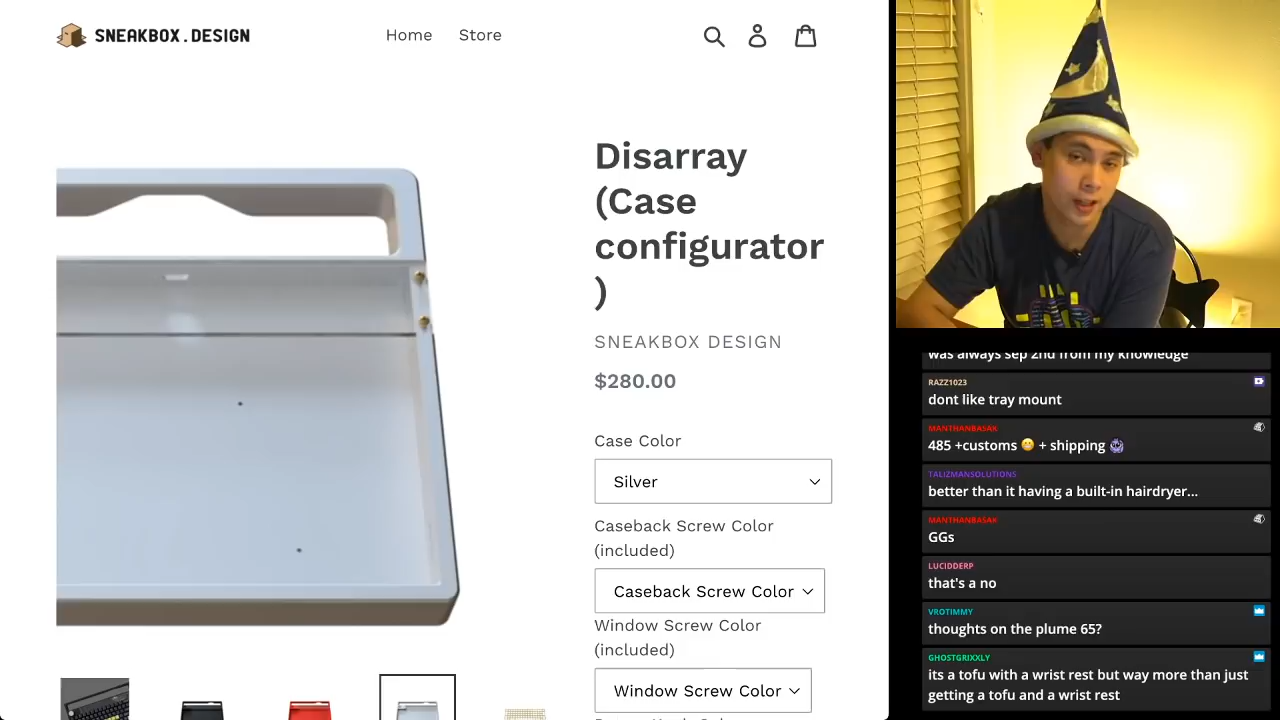 SNEAKBOX.DESIGN
Home Store
Disarray
(Case
configurator
)
SNEAKBOX DESIGN
$280.00
Case Color
Silver
Caseback Screw Color
(included)
Caseback Screw Color
Window Screw Color
(included)
Window Screw Color
was always sep 2nd from my knowledge
RAZZ1023
dont like tray mount
MANTHANBASAK
485 +customs 😬 + shipping
TALIZMANSOLUTIONS
better than it having a built-in hairdryer...
MANTHANBASAK
GGs
LUCIDDERP
that's a no
VROTIMMY
thoughts on the plume 65?
GHOSTGRIXXLY
its a tofu with a wrist rest but way more than just
getting a tofu and a wrist rest